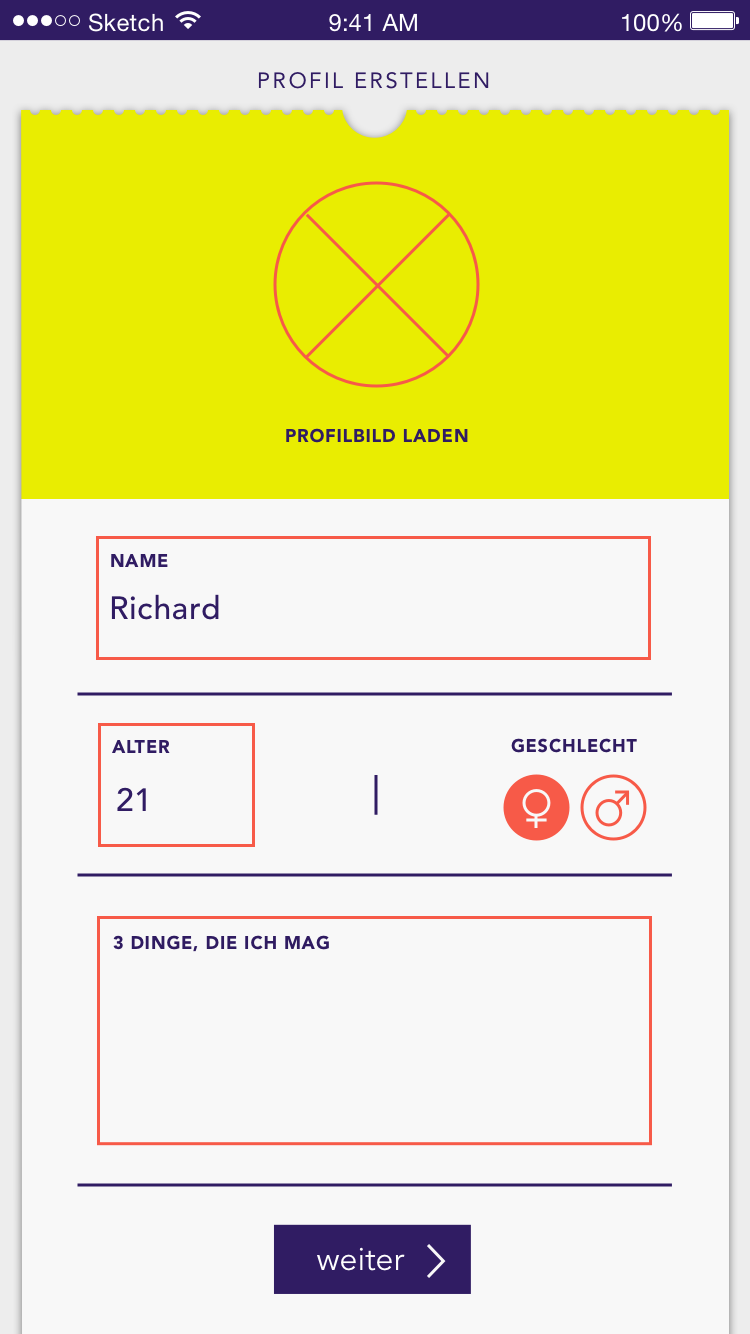 Sketch 9:41 AM 100%
PROFIL ERSTELLEN
PROFILBILD LADEN
NAME
Richard
ALTER
GESCHLECHT
21
3 DINGE, DIE ICH MAG
weiter